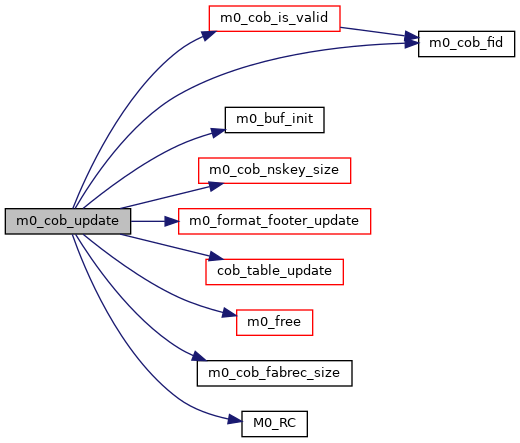 m0_cob_is_valid
m0_cob_fid
m0_buf_init
m0_cob_nskey_size
m0_cob_update
m0_format_footer_update
cob_table_update
m0_free
m0_cob_fabrec_size
M0_RC